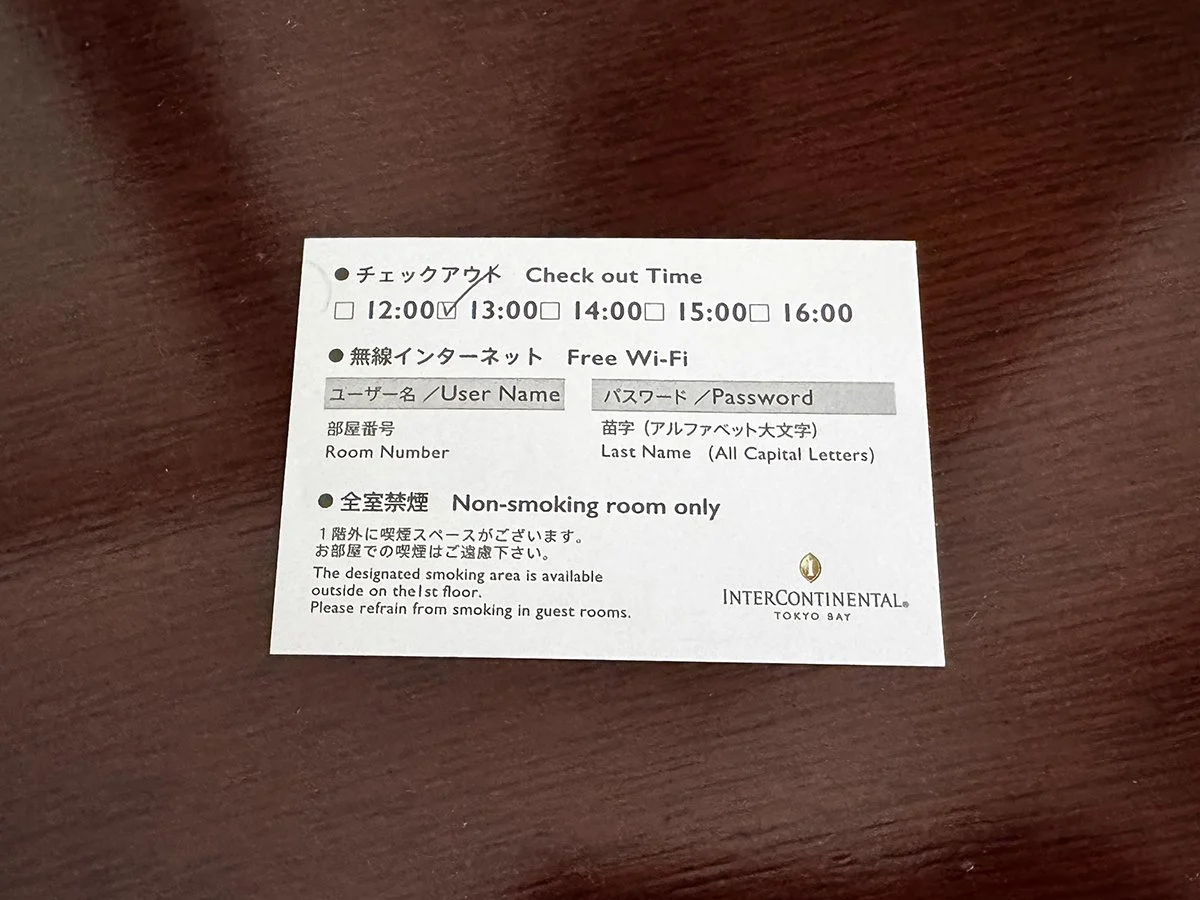 ● チェックアウト Check out Time
☐ 12:00 ☑ 13:00 ☐ 14:00 ☐ 15:00 ☐ 16:00
● 無線インターネット Free Wi-Fi
ユーザー名 ／User Name パスワード ／Password
部屋番号 苗字 (アルファベット大文字)
Room Number Last Name (All Capital Letters)
● 全室禁煙 Non-smoking room only
１階外に喫煙スペースがございます。
お部屋での喫煙はご遠慮下さい。
The designated smoking area is available
outside on the1st floor.
Please refrain from smoking in guest rooms.
INTERCONTINENTAL®
TOKYO BAY